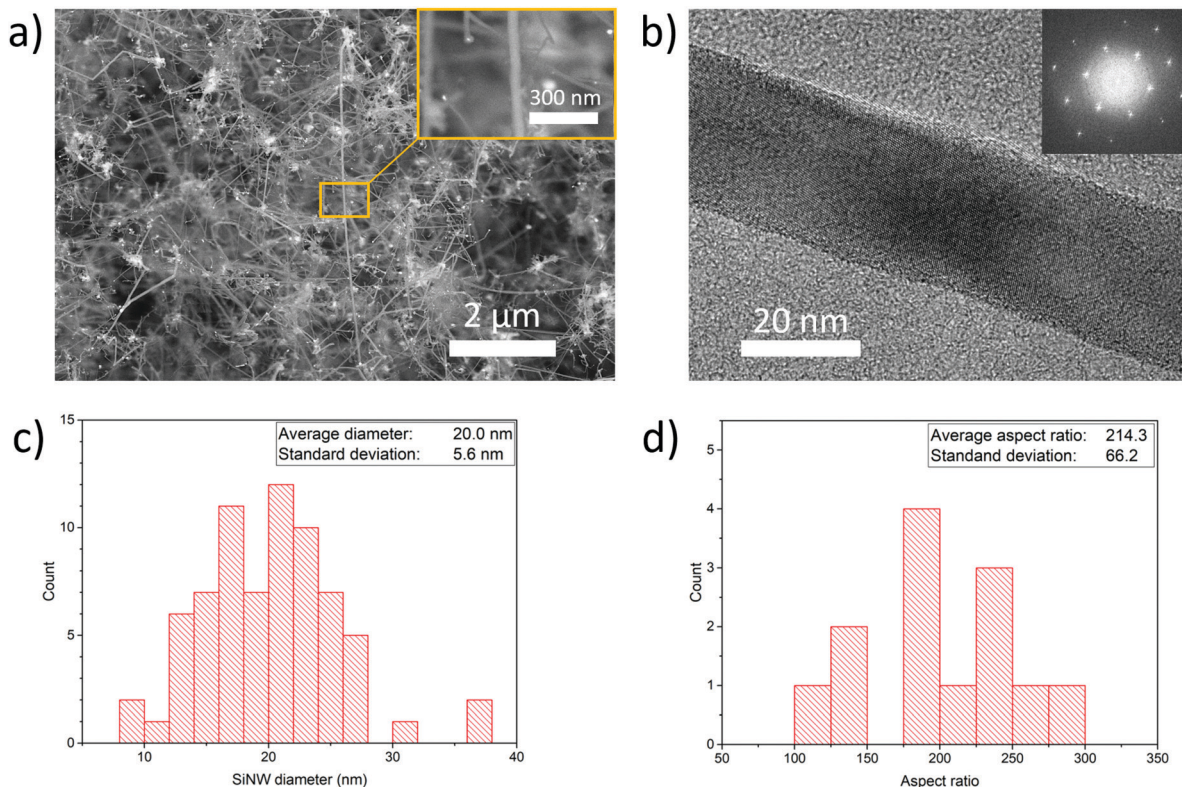 a)
300 nm
2 µm
b)
20 nm
c)
Average diameter: 20.0 nm
Standard deviation: 5.6 nm
15
10
5
0
Count
10 20 30 40
SiNW diameter (nm)
d)
Average aspect ratio: 214.3
Standand deviation: 66.2
5
4
3
2
1
0
Count
50 100 150 200 250 300 350
Aspect ratio